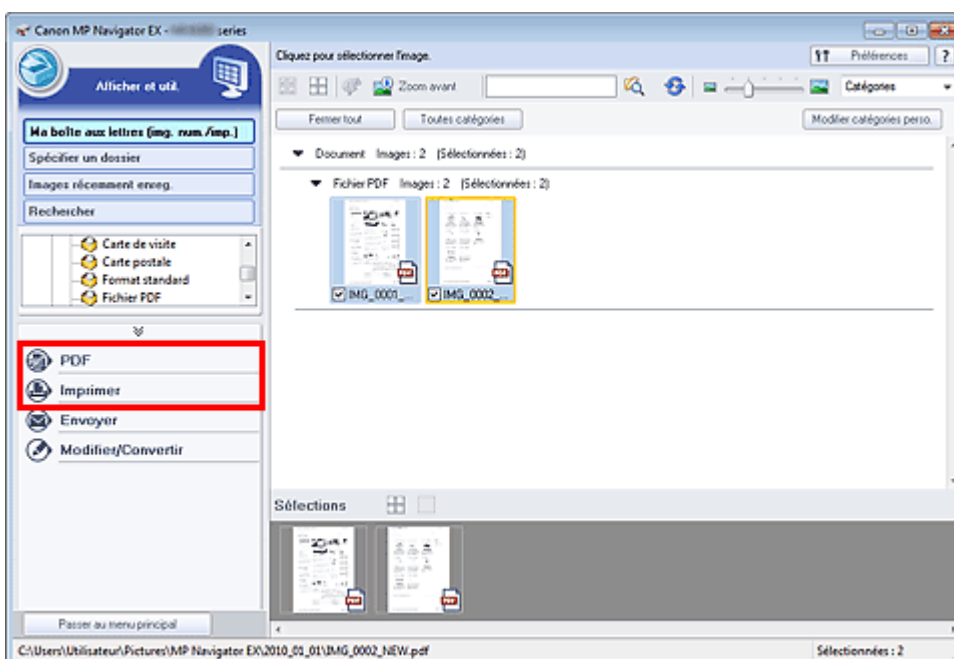 Canon MP Navigator EX - series
Afficher et util.
Ma boîte aux lettres (img. num./imp.)
Spécifier un dossier
Images récemment enreg.
Rechercher
Carte de visite
Carte postale
Format standard
Fichier PDF
PDF
Imprimer
Envoyer
Modifier/Convertir
Passer au menu principal
Cliquez pour sélectionner l'image.
Préférences
?
Zoom avant
Catégories
Fermer tout
Toutes catégories
Modifier catégories perso.
Document Images : 2 (Sélectionnées : 2)
Fichier PDF Images : 2 (Sélectionnées : 2)
PDF
PDF
IMG_0001_...
IMG_0002_...
Sélections
PDF
PDF
C:\Users\Utilisateur\Pictures\MP Navigator EX\2010_01_01\IMG_0002_NEW.pdf
Sélectionnées : 2